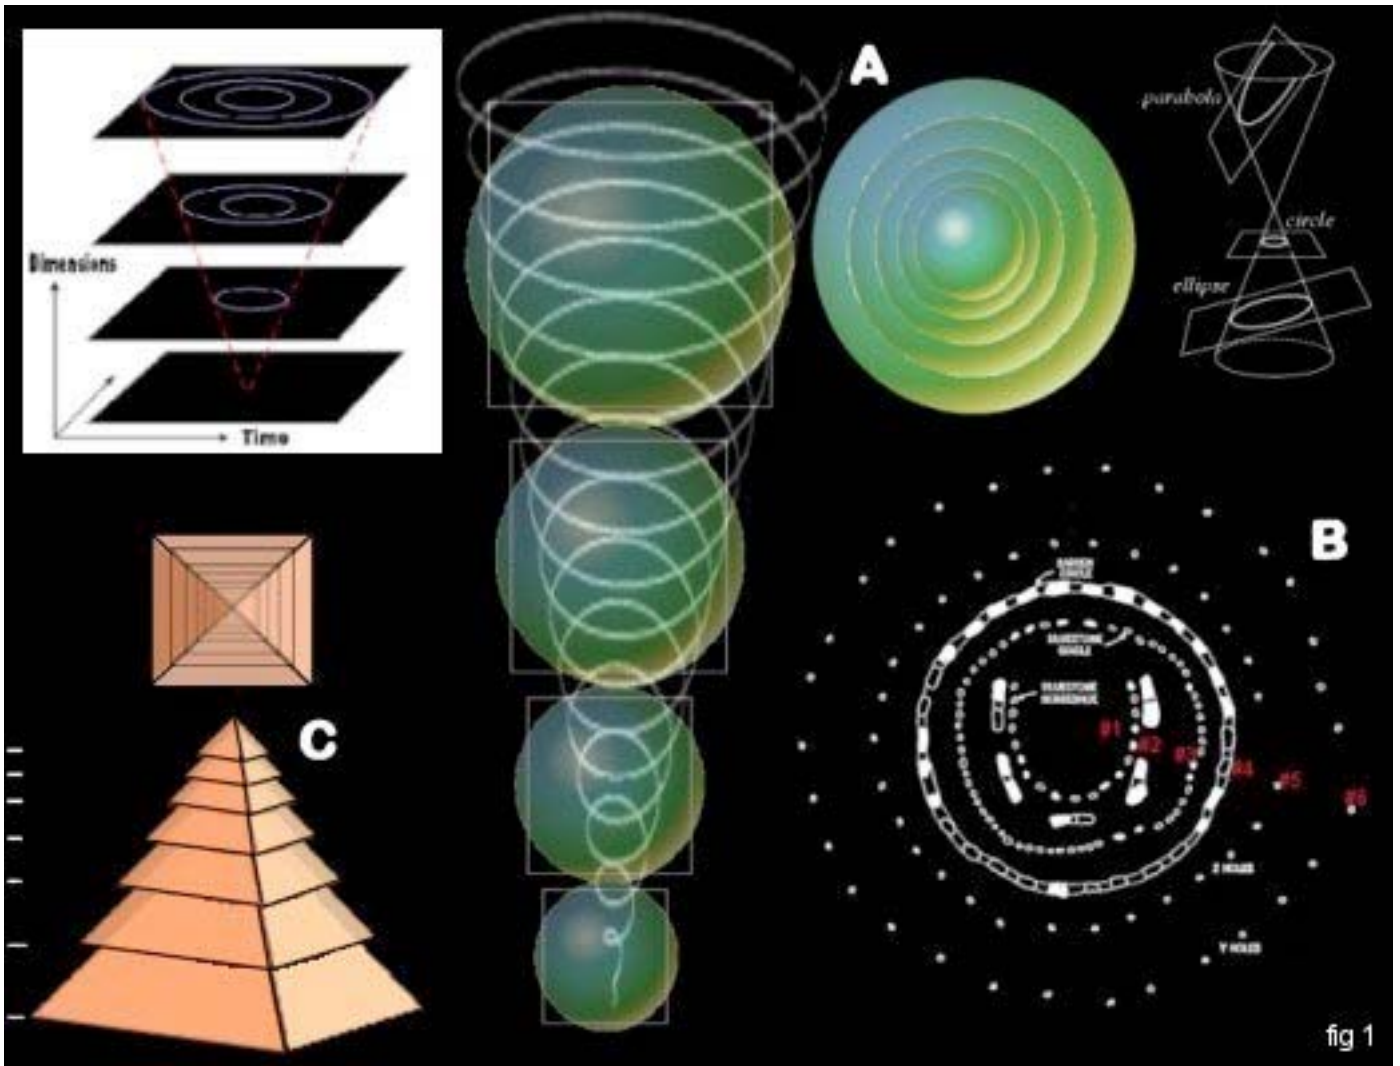 Dimensions
Time
A
parabola
circle
ellipse
B
SARSEN
CIRCLE
BLUESTONE
CIRCLE
BLUESTONE
HORSESHOE
#1
#2
#3
#4
#5
#6
Z HOLES
Y HOLES
C
fig 1